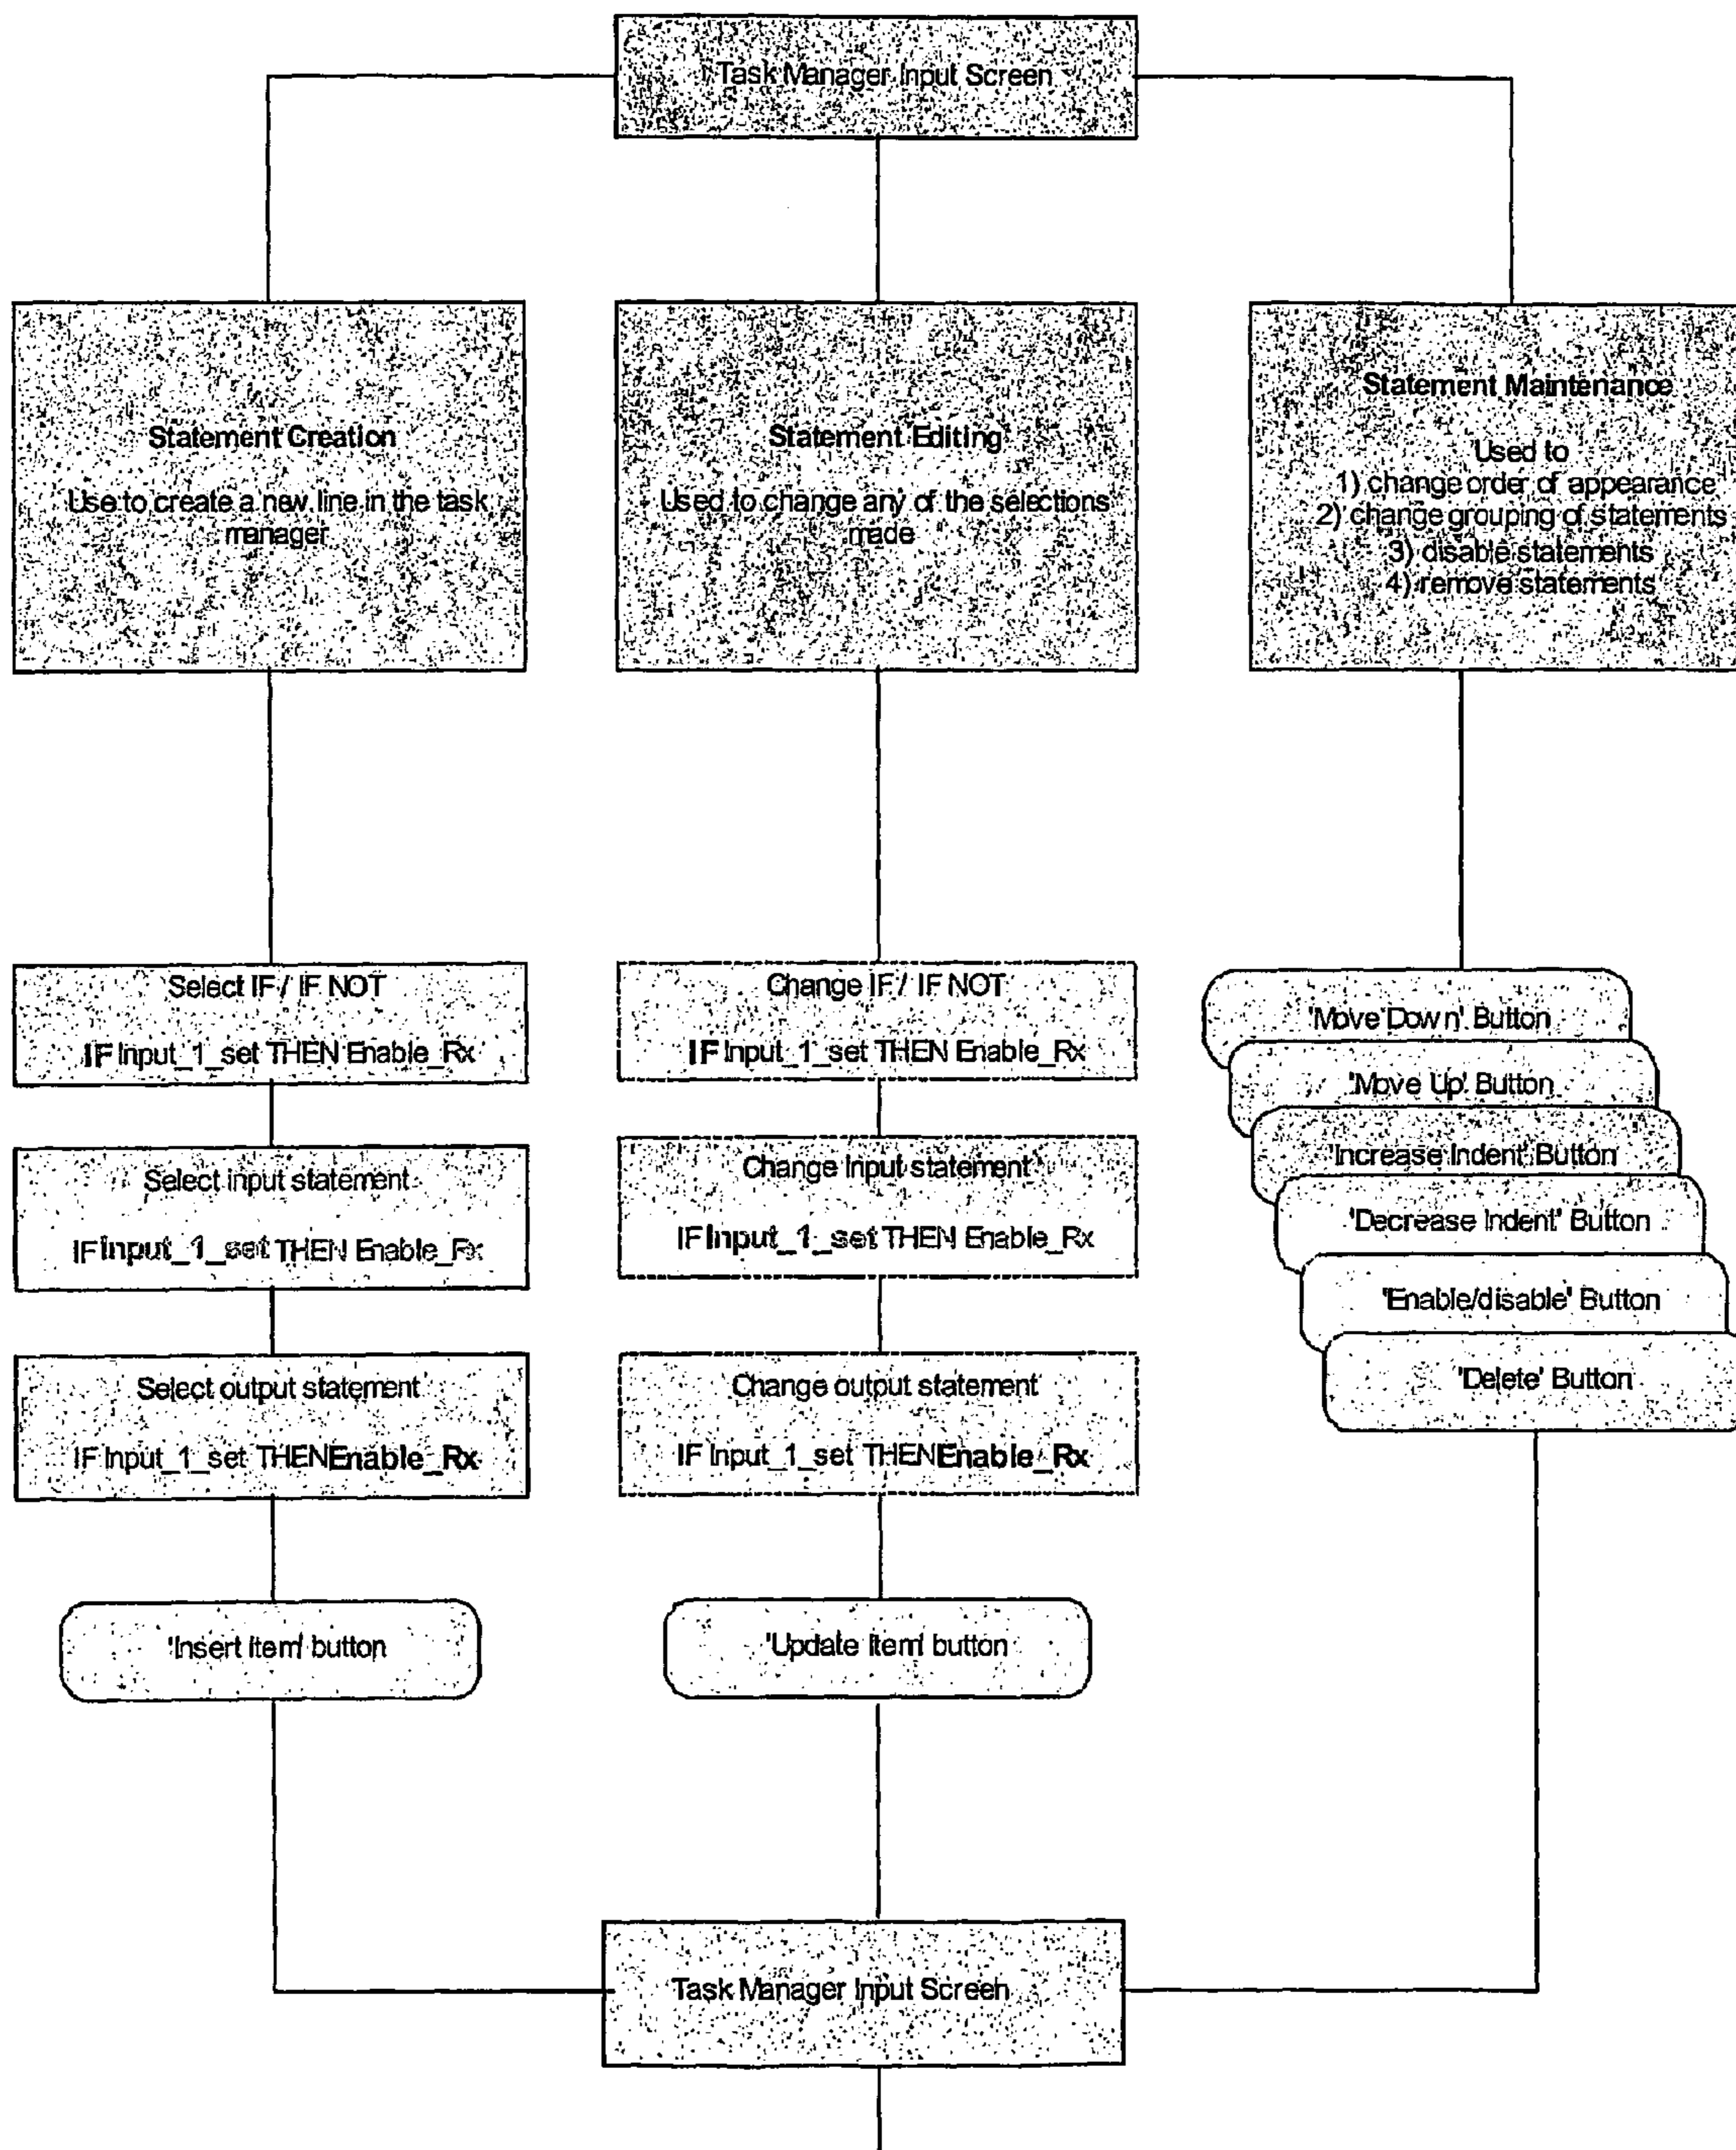 Task Manager Input Screen
Statement Creation
Use to create a new line in the task
manager
Statement Editing
Used to change any of the selections
made
Statement Maintenance
Used to
1) change order of appearance
2) change grouping of statements
3) disable statements
4) remove statements
Select IF / IF NOT
IF Input_1_set THEN Enable_Rx
Select input statement
IF Input_1_set THEN Enable_Rx
Select output statement
IF Input_1_set THEN Enable_Rx
'Insert Item' button
Change IF / IF NOT
IF Input_1_set THEN Enable_Rx
Change Input statement
IF Input_1_set THEN Enable_Rx
Change output statement
IF Input_1_set THEN Enable_Rx
'Update Item' button
'Move Down' Button
'Move Up' Button
'Increase Indent' Button
'Decrease Indent' Button
'Enable/disable' Button
'Delete' Button
Task Manager Input Screen